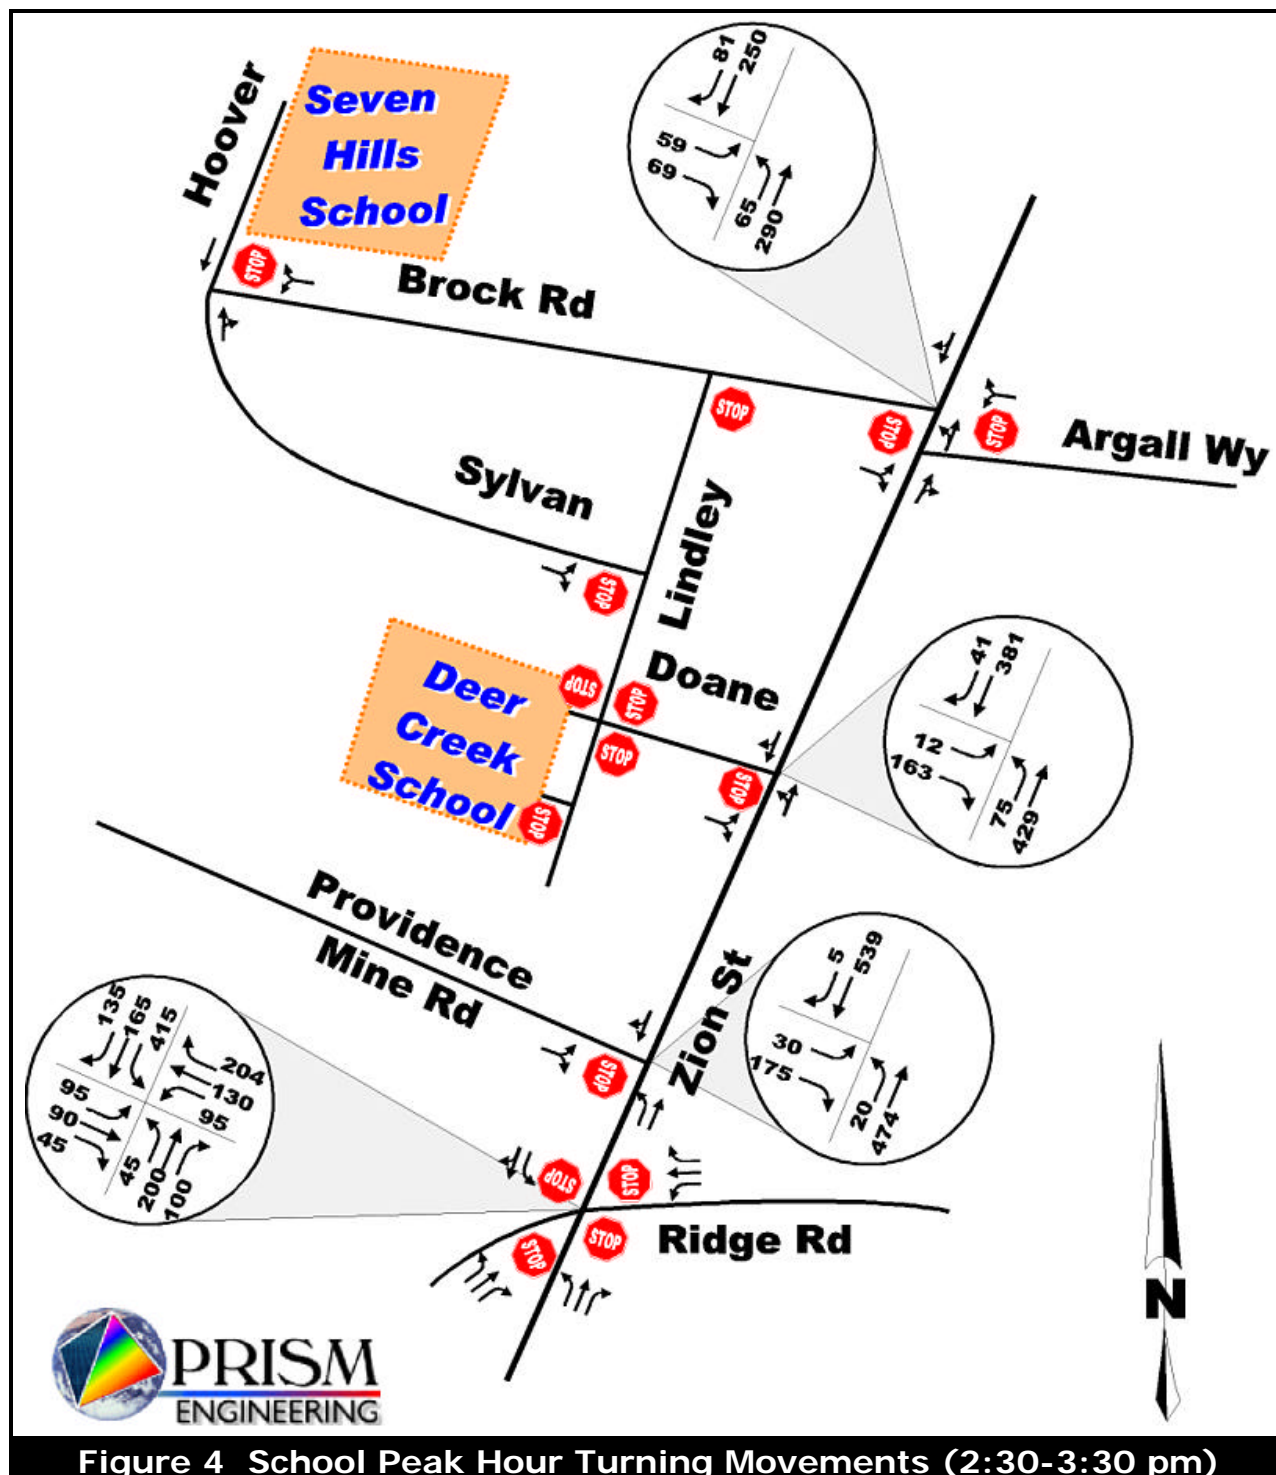 Hoover
Seven
Hills
School
81
250
59
69
65
290
STOP
Brock Rd
STOP
STOP
STOP
Argall Wy
Sylvan
Lindley
STOP
Deer
Creek
School
STOP
STOP
STOP
STOP
Doane
STOP
41
381
12
163
75
429
Providence
Mine Rd
STOP
Zion St
5
539
30
175
20
474
135
165
415
204
130
95
95
90
45
45
200
100
STOP
STOP
STOP
STOP
Ridge Rd
N
PRISM
ENGINEERING
Figure 4 School Peak Hour Turning Movements (2:30-3:30 pm)